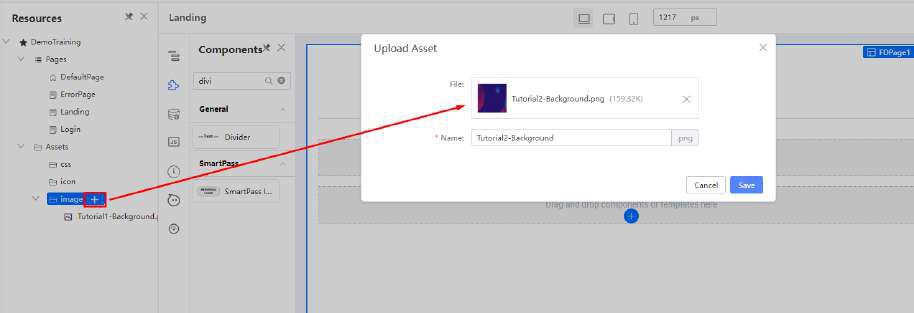 Resources
DemoTraining
Pages
DefaultPage
ErrorPage
Landing
Login
Assets
css
icon
image
Tutorial1-Background.p
Landing
1217 ps
Components
divi
General
Divider
SmartPass
SmartPass I...
FDPage1
Upload Asset
File:
Tutorial2-Background.png (159.32K)
* Name: Tutorial2-Background .png
Cancel Save
Drag and drop components or templates here